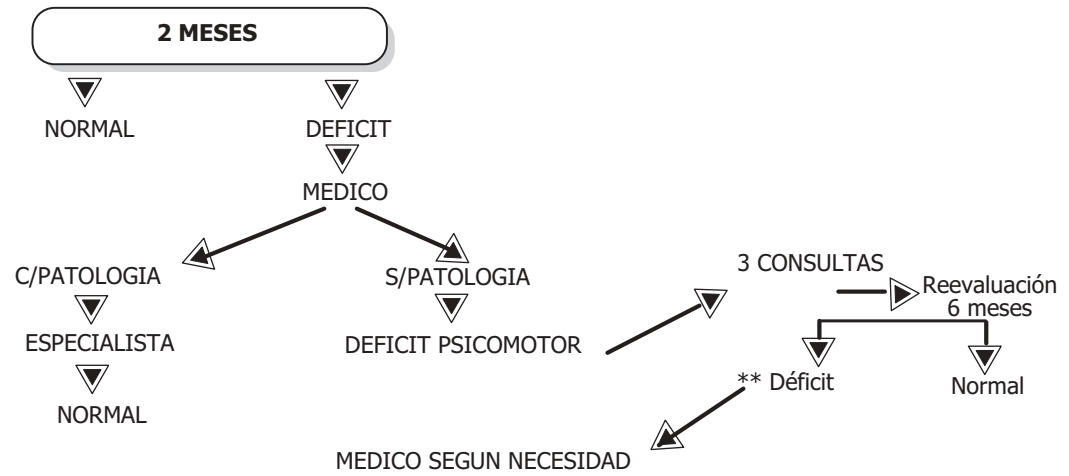 2 MESES
NORMAL
DEFICIT
MEDICO
C/PATOLOGIA
S/PATOLOGIA
3 CONSULTAS
Reevaluación
6 meses
ESPECIALISTA
DEFICIT PSICOMOTOR
** Déficit
Normal
NORMAL
MEDICO SEGUN NECESIDAD